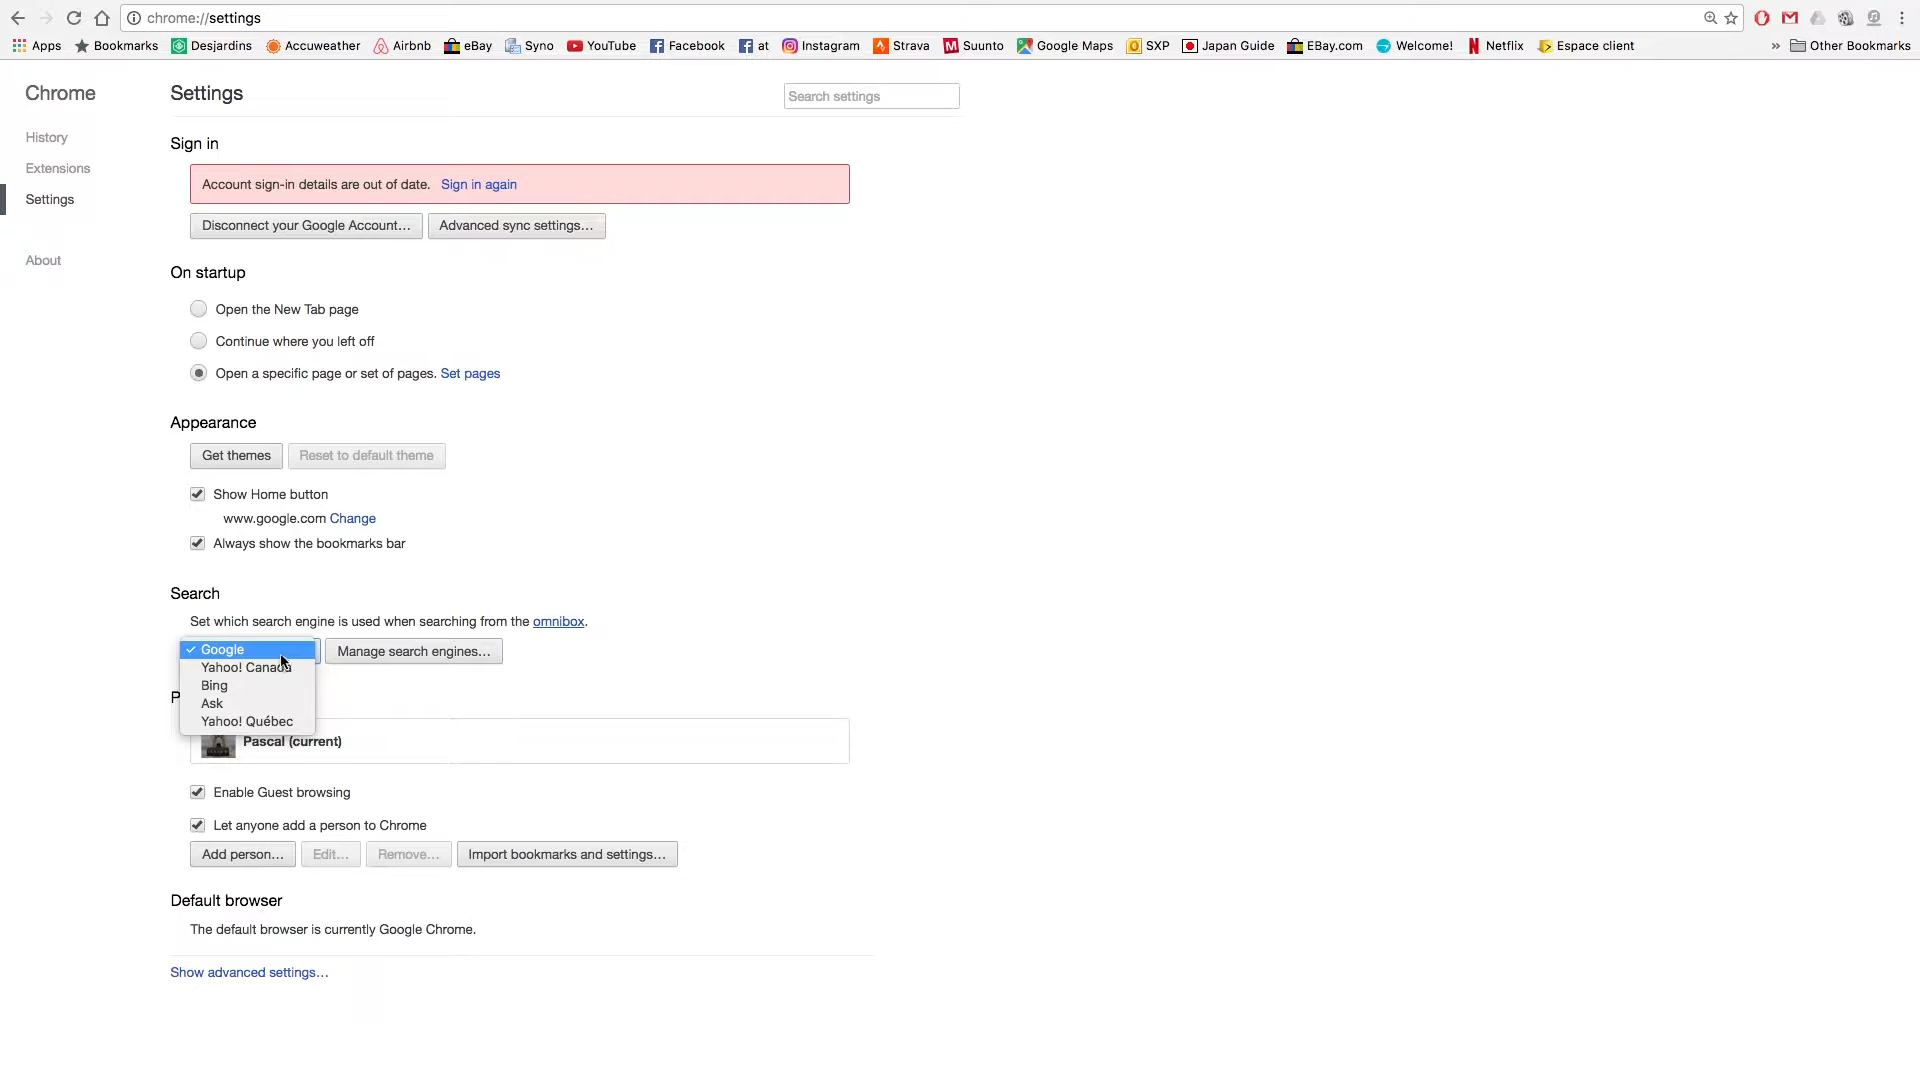 chrome://settings
Apps Bookmarks Desjardins Accuweather Airbnb eBay Syno YouTube Facebook at Instagram Strava Suunto Google Maps SXP Japan Guide EBay.com Welcome! Netflix Espace client » Other Bookmarks
Chrome
Settings
Search settings
History
Extensions
Settings
About
Sign in
Account sign-in details are out of date. Sign in again
Disconnect your Google Account... Advanced sync settings...
On startup
Open the New Tab page
Continue where you left off
Open a specific page or set of pages. Set pages
Appearance
Get themes Reset to default theme
Show Home button
www.google.com Change
Always show the bookmarks bar
Search
Set which search engine is used when searching from the omnibox.
Google Manage search engines...
Yahoo! Canada
Bing
Ask
Yahoo! Québec
Pascal (current)
Enable Guest browsing
Let anyone add a person to Chrome
Add person... Edit... Remove... Import bookmarks and settings...
Default browser
The default browser is currently Google Chrome.
Show advanced settings...